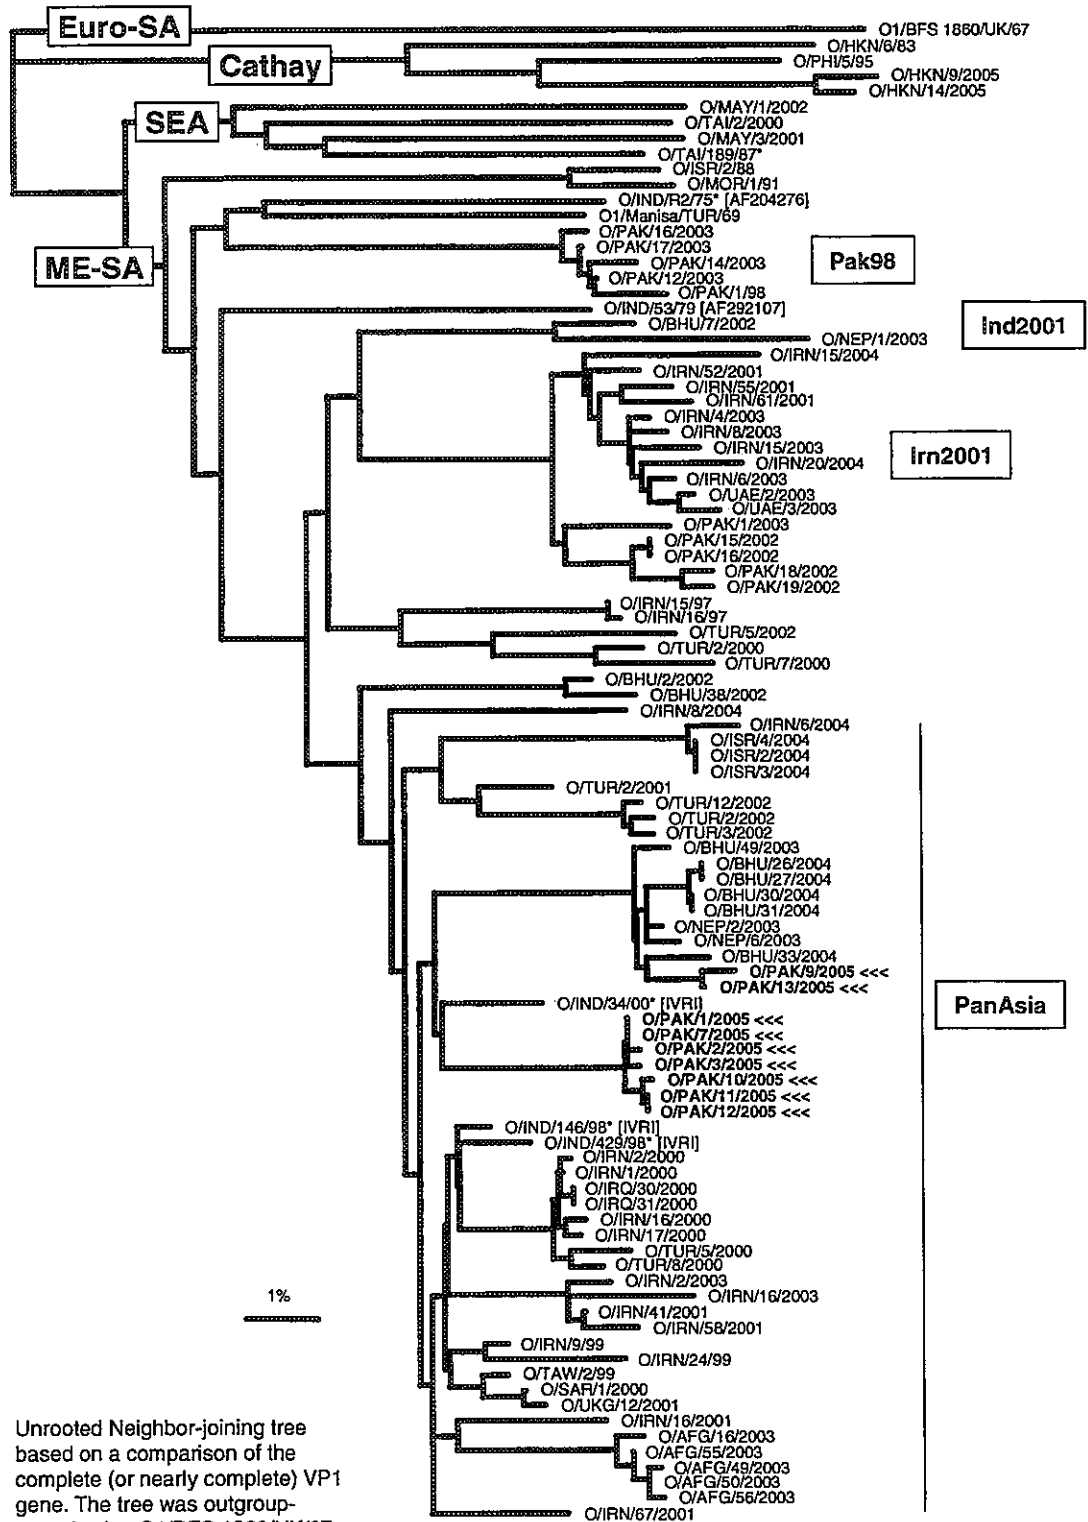 Euro-SA
O1/BFS 1860/UK/67
O/HKN/6/83
Cathay
O/PHI/5/95
O/HKN/9/2005
O/HKN/14/2005
O/MAY/1/2002
SEA
O/TAI/2/2000
O/MAY/3/2001
O/TAI/189/87*
O/ISR/2/88
O/MOR/1/91
O/IND/R2/75* [AF204276]
O1/Manisa/TUR/69
O/PAK/16/2003
O/PAK/17/2003
ME-SA
O/PAK/14/2003
Pak98
O/PAK/12/2003
O/PAK/1/98
O/IND/53/79 [AF292107]
O/BHU/7/2002
Ind2001
O/NEP/1/2003
O/IRN/15/2004
O/IRN/52/2001
O/IRN/55/2001
O/IRN/61/2001
O/IRN/4/2003
O/IRN/8/2003
O/IRN/15/2003
Irn2001
O/IRN/20/2004
O/IRN/6/2003
O/UAE/2/2003
O/UAE/3/2003
O/PAK/1/2003
O/PAK/15/2002
O/PAK/16/2002
O/PAK/18/2002
O/PAK/19/2002
O/IRN/15/97
O/IRN/16/97
O/TUR/5/2002
O/TUR/2/2000
O/TUR/7/2000
O/BHU/2/2002
O/BHU/38/2002
O/IRN/8/2004
O/IRN/6/2004
O/ISR/4/2004
O/ISR/2/2004
O/ISR/3/2004
O/TUR/2/2001
O/TUR/12/2002
O/TUR/2/2002
O/TUR/3/2002
O/BHU/49/2003
O/BHU/26/2004
O/BHU/27/2004
O/BHU/30/2004
O/BHU/31/2004
O/NEP/2/2003
O/NEP/6/2003
O/BHU/33/2004
O/PAK/9/2005 <<<
O/PAK/13/2005 <<<
O/IND/34/00* [IVRI]
PanAsia
O/PAK/1/2005 <<<
O/PAK/7/2005 <<<
O/PAK/2/2005 <<<
O/PAK/3/2005 <<<
O/PAK/10/2005 <<<
O/PAK/11/2005 <<<
O/PAK/12/2005 <<<
O/IND/146/98* [IVRI]
O/IND/429/98* [IVRI]
O/IRN/2/2000
O/IRN/1/2000
O/IRQ/30/2000
O/IRQ/31/2000
O/IRN/16/2000
O/IRN/17/2000
O/TUR/5/2000
O/TUR/8/2000
O/IRN/2/2003
1%
O/IRN/16/2003
O/IRN/41/2001
O/IRN/58/2001
O/IRN/9/99
O/IRN/24/99
O/TAW/2/99
O/SAR/1/2000
O/UKG/12/2001
O/IRN/16/2001
O/AFG/16/2003
O/AFG/55/2003
O/AFG/49/2003
O/AFG/50/2003
O/AFG/56/2003
O/IRN/67/2001
Unrooted Neighbor-joining tree
based on a comparison of the
complete (or nearly complete) VP1
gene. The tree was outgroup-